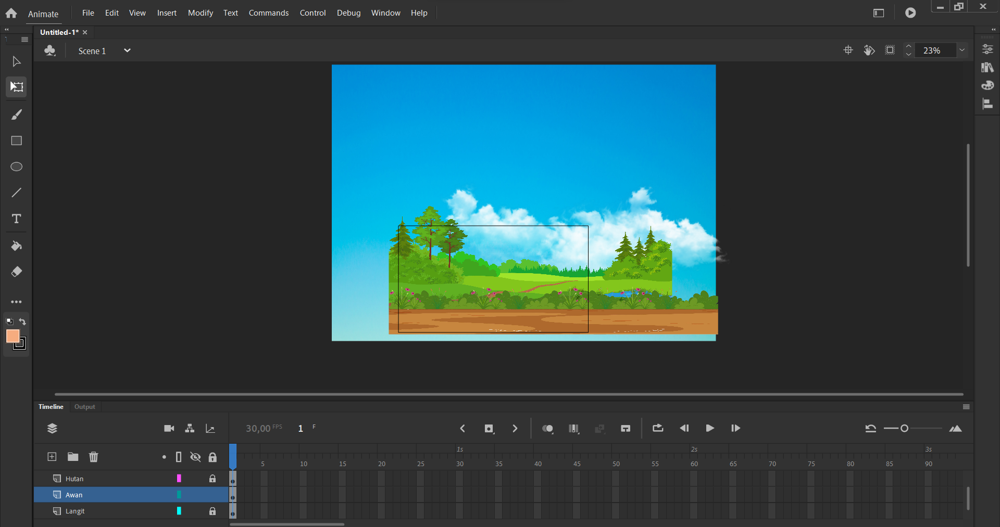 Animate File Edit View Insert Modify Text Commands Control Debug Window Help
Untitled-1*
Scene 1 23%
Timeline Output
30,00 FPS 1 F
1s 2s 3s
5 10 15 20 25 30 35 40 45 50 55 60 65 70 75 80 85 90
Hutan
Awan
Langit